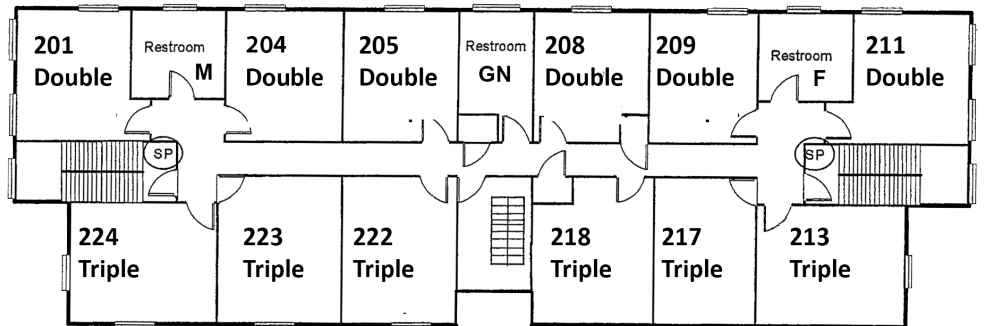 201
Double
Restroom
M
204
Double
205
Double
Restroom
GN
208
Double
209
Double
Restroom
F
211
Double
SP
SP
224
Triple
223
Triple
222
Triple
218
Triple
217
Triple
213
Triple